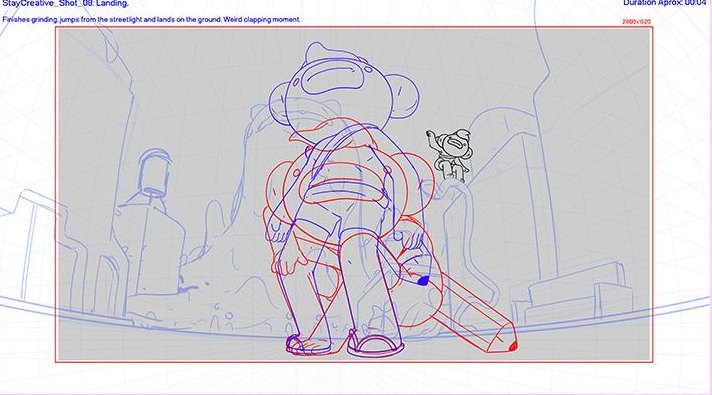 StayCreative_Shot_08: Landing.
Duration Aprox: 00:04
Finishes grinding, jumps from the streetlight and lands on the ground. Weird clapping moment.